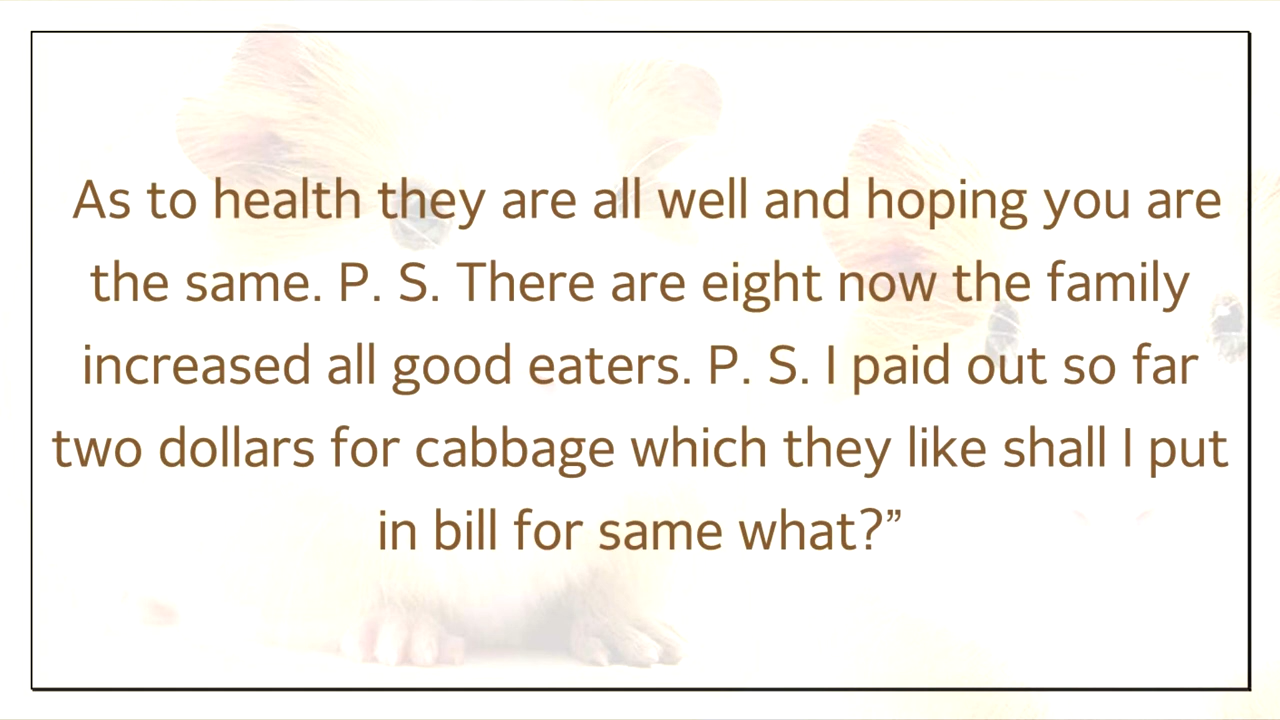 As to health they are all well and hoping you are
the same. P. S. There are eight now the family
increased all good eaters. P. S. I paid out so far
two dollars for cabbage which they like shall I put
in bill for same what?”